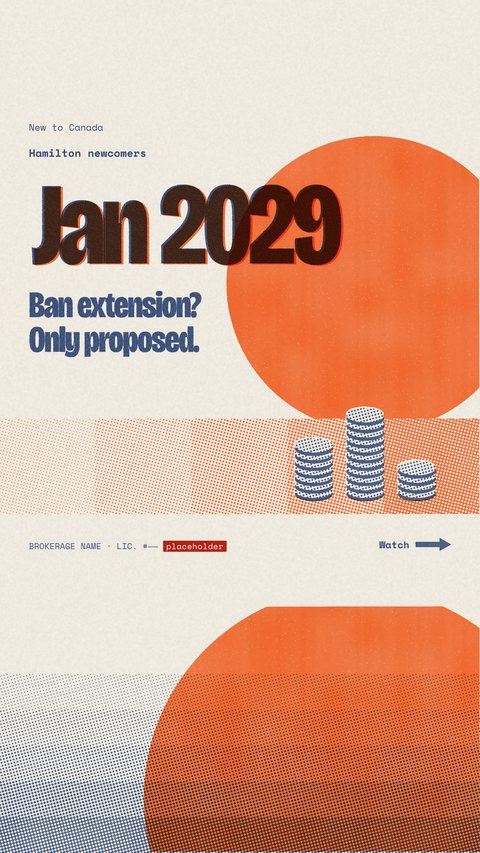 New to Canada
Hamilton newcomers
Jan 2029
Ban extension?
Only proposed.
BROKERAGE NAME · LIC. #—— placeholder
Watch